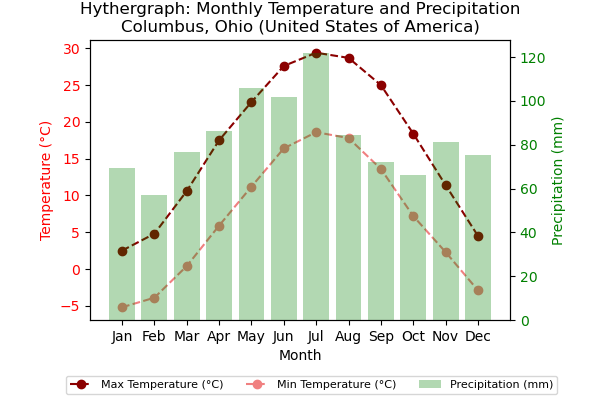 Hythergraph: Monthly Temperature and Precipitation
Columbus, Ohio (United States of America)
30
25
20
15
10
5
0
−5
Temperature (°C)
120
100
80
60
40
20
0
Precipitation (mm)
Jan Feb Mar Apr May Jun Jul Aug Sep Oct Nov Dec
Month
Max Temperature (°C) Min Temperature (°C) Precipitation (mm)